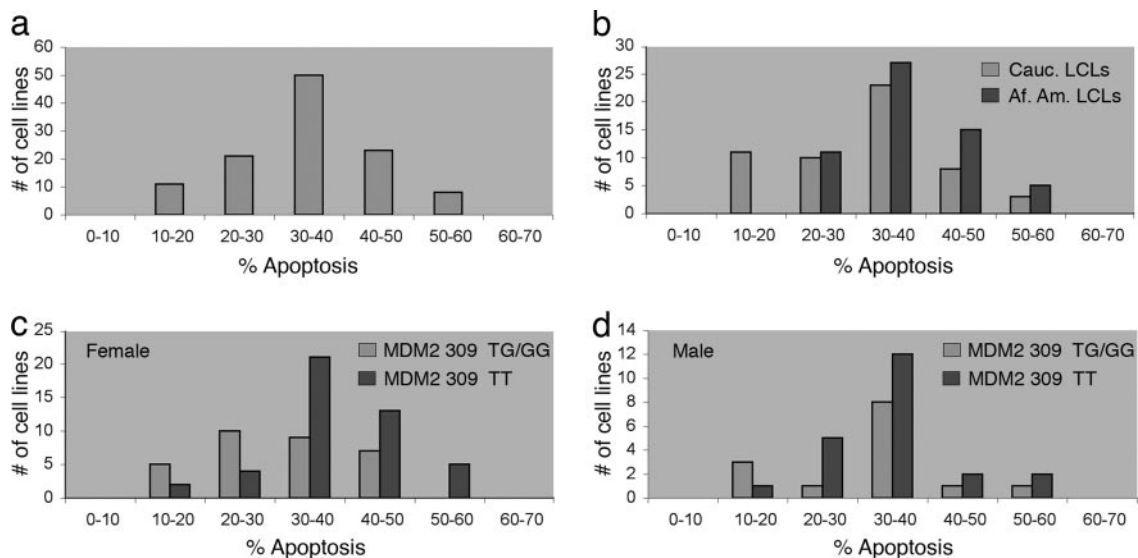 a
# of cell lines
60
50
40
30
20
10
0
0-10 10-20 20-30 30-40 40-50 50-60 60-70
% Apoptosis
b
# of cell lines
30
25
20
15
10
5
0
Cauc. LCLs
Af. Am. LCLs
0-10 10-20 20-30 30-40 40-50 50-60 60-70
% Apoptosis
c
# of cell lines
25
20
15
10
5
0
Female
MDM2 309 TG/GG
MDM2 309 TT
0-10 10-20 20-30 30-40 40-50 50-60 60-70
% Apoptosis
d
# of cell lines
14
12
10
8
6
4
2
0
Male
MDM2 309 TG/GG
MDM2 309 TT
0-10 10-20 20-30 30-40 40-50 50-60 60-70
% Apoptosis